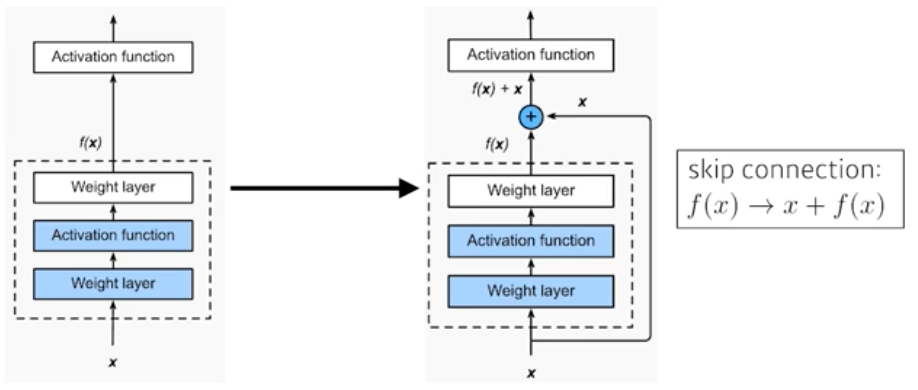 Activation function
f(x)
Weight layer
Activation function
Weight layer
x
Activation function
f(x) + x
x
+
f(x)
Weight layer
Activation function
Weight layer
x
skip connection:
f(x) → x + f(x)